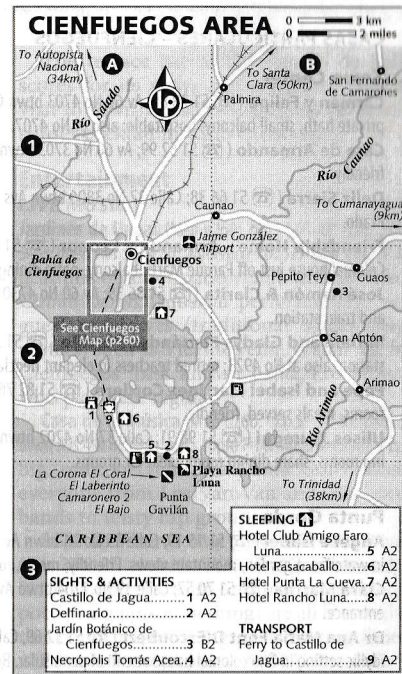 CIENFUEGOS AREA
0 3 km
0 2 miles
To Autopista
Nacional
(34km)
A
B
lp
To Santa
Clara (50km)
San Fernando
de Camarones
Palmira
Río Salado
1
Río
Caunao
To Cumanayagua
(9km)
Caunao
Jaime González
Airport
Bahía de
Cienfuegos
Cienfuegos
Pepito Tey
Guaos
4
3
See Cienfuegos
Map (p260)
7
2
San Antón
Arimao
Río Arimao
1
9
6
5
2
8
Playa Rancho
Luna
La Corona El Coral
El Laberinto
Camaronero 2
El Bajo
Punta
Gavilán
To Trinidad
(38km)
CARIBBEAN SEA
3
SLEEPING
Hotel Club Amigo Faro
Luna....................5 A2
Hotel Pasacaballo........6 A2
Hotel Punta La Cueva..7 A2
Hotel Rancho Luna......8 A2
TRANSPORT
Ferry to Castillo de
Jagua...................9 A2
SIGHTS & ACTIVITIES
Castillo de Jagua..........1 A2
Delfinario....................2 A2
Jardín Botánico de
Cienfuegos...............3 B2
Necrópolis Tomás Acea.4 A2